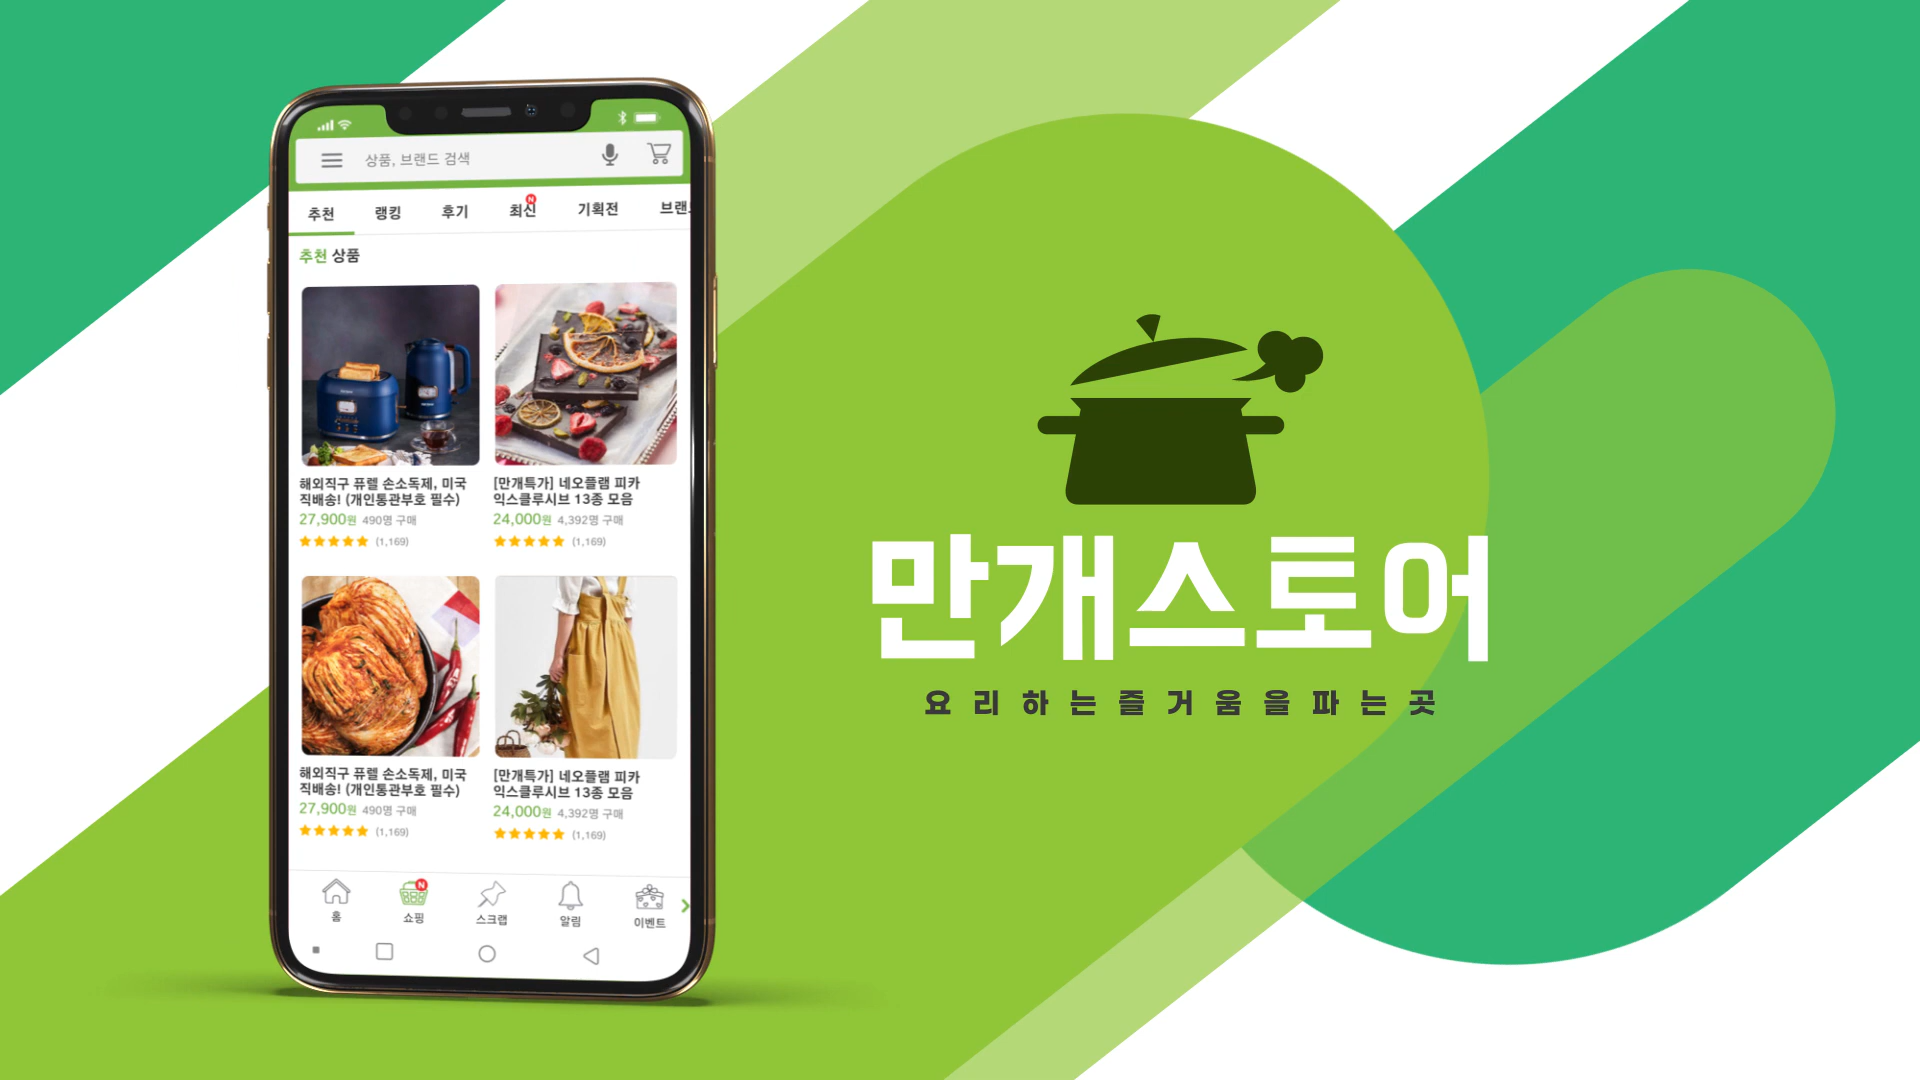 상품, 브랜드 검색
추천 랭킹 후기 최신 N 기획전 브랜드
추천 상품
해외직구 퓨렐 손소독제, 미국
직배송! (개인통관부호 필수)
27,900원 490명 구매
(1,169)
[만개특가] 네오플램 피카
익스클루시브 13종 모음
24,000원 4,392명 구매
(1,169)
해외직구 퓨렐 손소독제, 미국
직배송! (개인통관부호 필수)
27,900원 490명 구매
(1,169)
[만개특가] 네오플램 피카
익스클루시브 13종 모음
24,000원 4,392명 구매
(1,169)
N
홈 쇼핑 스크랩 알림 이벤트
만개스토어
요리하는즐거움을파는곳